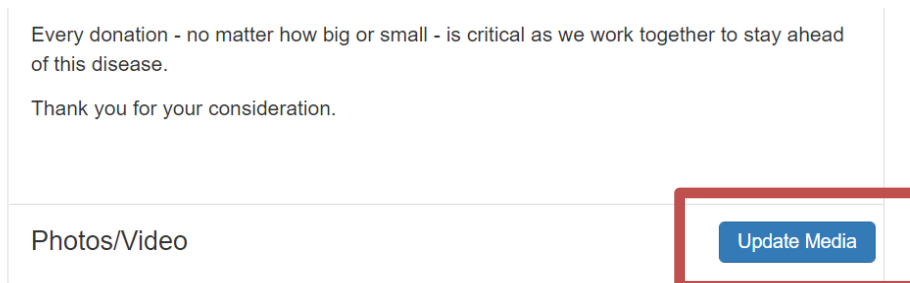 Every donation - no matter how big or small - is critical as we work together to stay ahead
of this disease.
Thank you for your consideration.
Photos/Video
Update Media